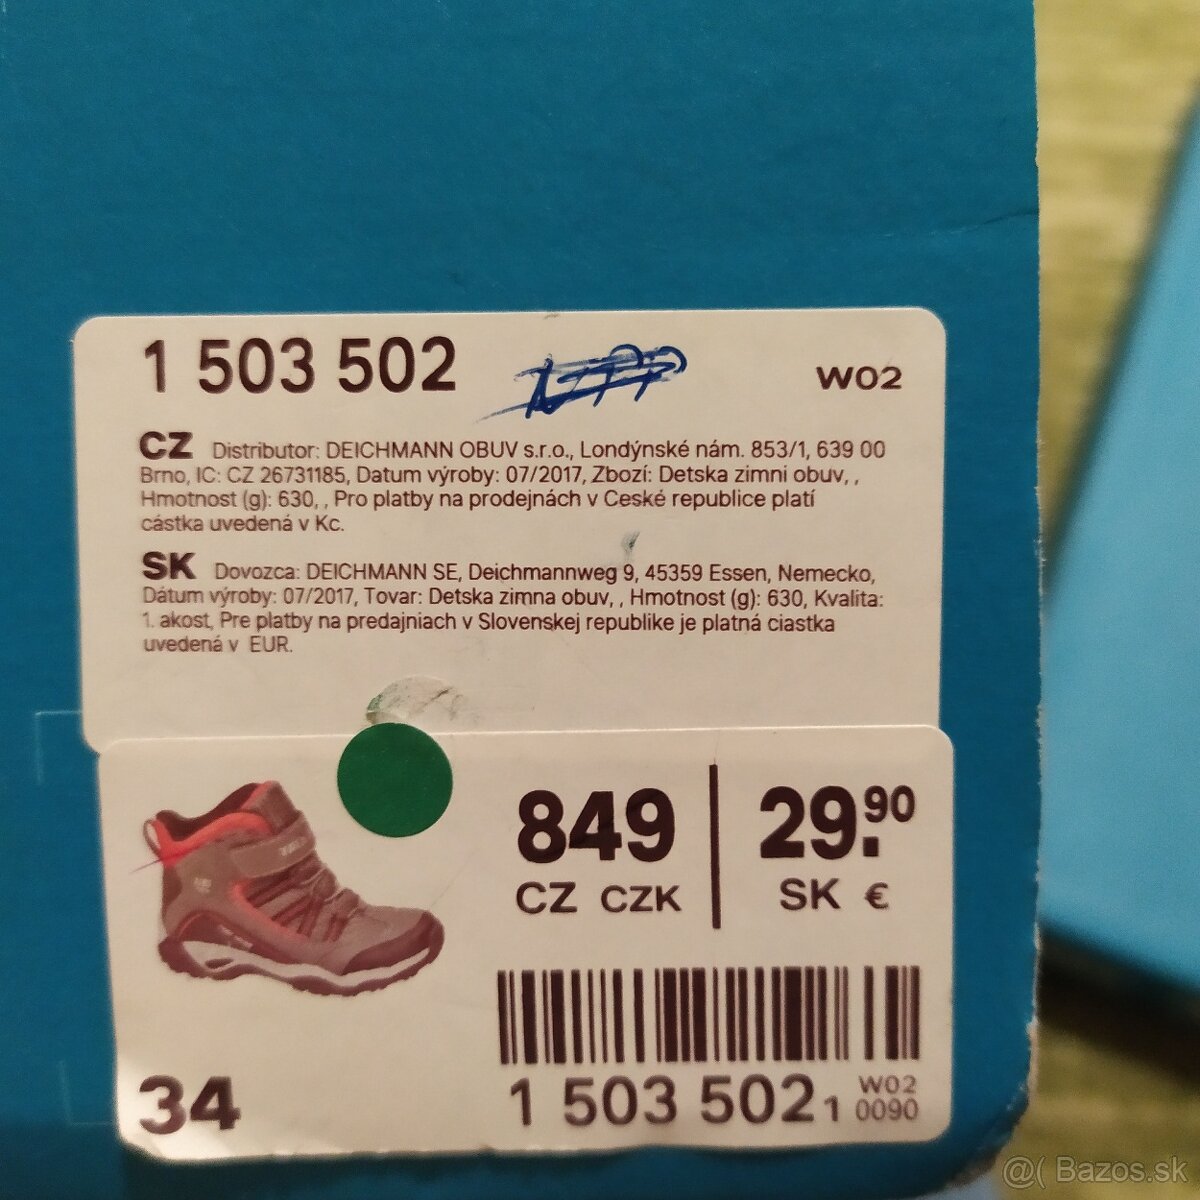 1 503 502
W02
CZ Distributor: DEICHMANN OBUV s.r.o., Londýnské nám. 853/1, 639 00
Brno, IC: CZ 26731185, Datum výroby: 07/2017, Zbozí: Detska zimni obuv, ,
Hmotnost (g): 630, , Pro platby na prodejnách v Ceské republice platí
cástka uvedená v Kc.
SK Dovozca: DEICHMANN SE, Deichmannweg 9, 45359 Essen, Nemecko,
Dátum výroby: 07/2017, Tovar: Detska zimna obuv, , Hmotnost (g): 630, Kvalita:
1. akost, Pre platby na predajniach v Slovenskej republike je platná ciastka
uvedená v EUR.
849 29.90
CZ CZK SK €
34
1 503 502 1 W02
0090
@( Bazos.sk